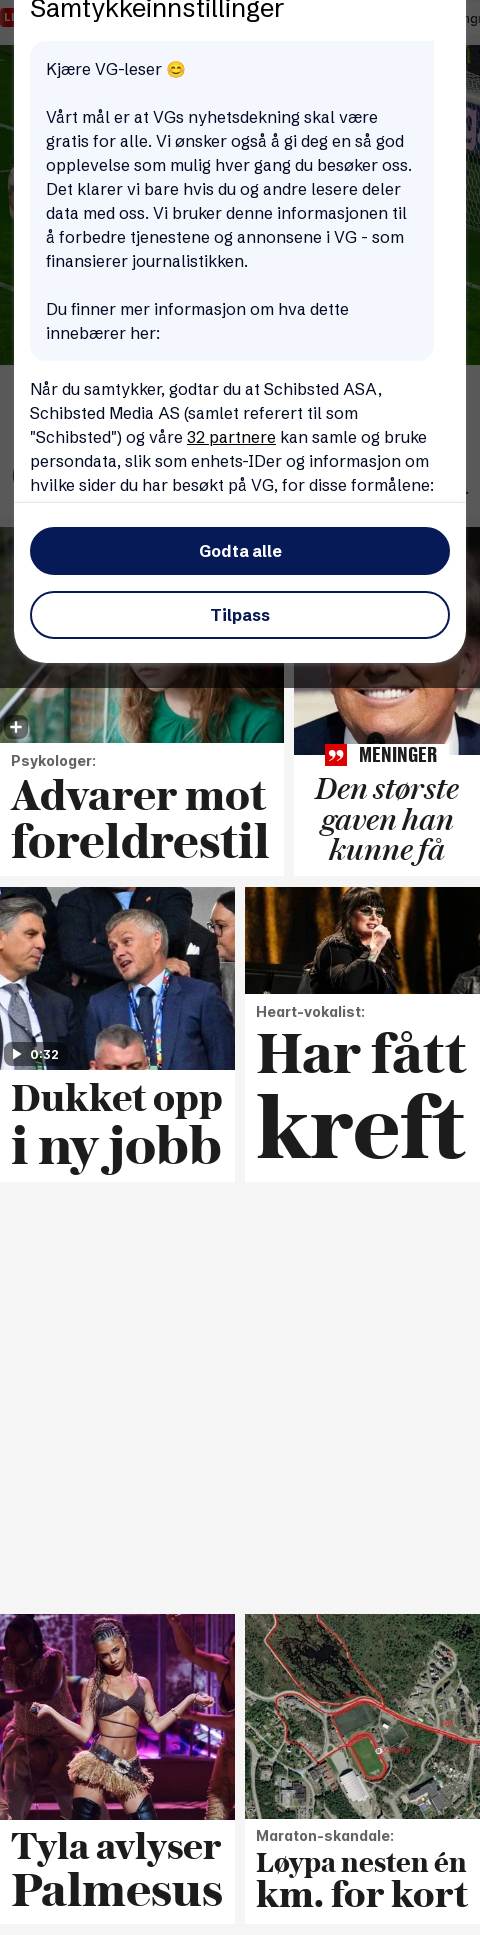 Samtykkeinnstillinger
Kjære VG-leser 😊
Vårt mål er at VGs nyhetsdekning skal være
gratis for alle. Vi ønsker også å gi deg en så god
opplevelse som mulig hver gang du besøker oss.
Det klarer vi bare hvis du og andre lesere deler
data med oss. Vi bruker denne informasjonen til
å forbedre tjenestene og annonsene i VG - som
finansierer journalistikken.
Du finner mer informasjon om hva dette
innebærer her:
Når du samtykker, godtar du at Schibsted ASA,
Schibsted Media AS (samlet referert til som
"Schibsted") og våre 32 partnere kan samle og bruke
persondata, slik som enhets-IDer og informasjon om
hvilke sider du har besøkt på VG, for disse formålene:
Godta alle
Tilpass
Psykologer:
Advarer mot
foreldrestil
MENINGER
Den største
gaven han
kunne få
0:32
Dukket opp
i ny jobb
Heart-vokalist:
Har fått
kreft
Tyla avlyser
Palmesus
Maraton-skandale:
Løypa nesten én
km. for kort